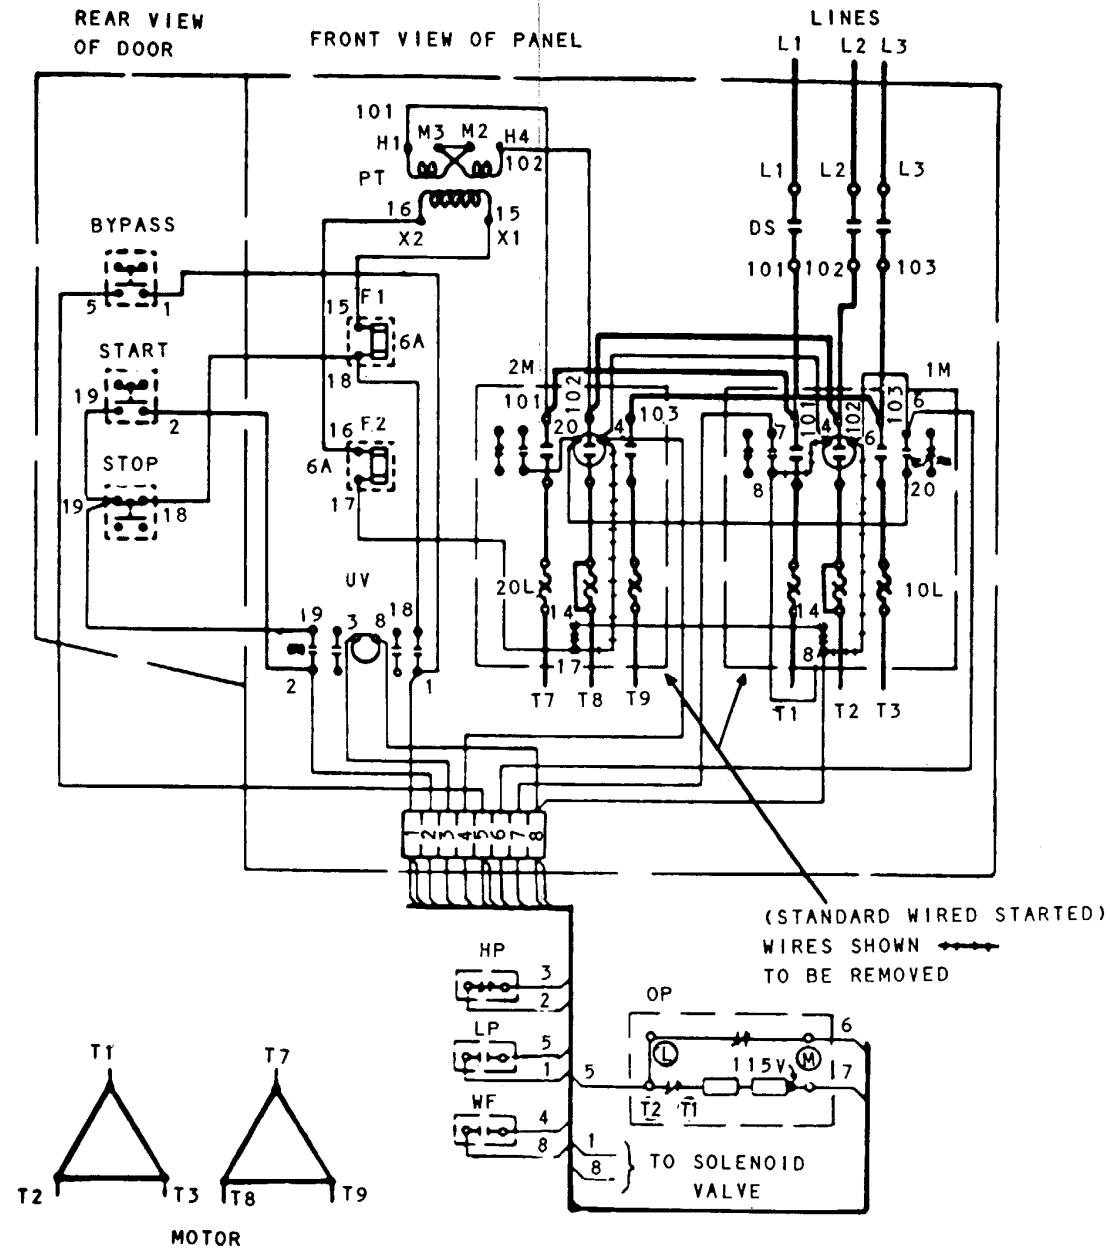 REAR VIEW
OF DOOR
FRONT VIEW OF PANEL
LINES
L1 L2 L3
101
H1 M3 M2 H4
102
PT
16 15
X2 X1
L1 L2 L3
DS
101 102 103
BYPASS
5 1
F1
15
6A
18
START
19 2
F2
16
6A
17
STOP
19 18
2M
101 102 103
20 4
1M
101 102 103
7 4 6 6
8 20
20L
14
17
10L
14
8
UV
19 3 8 18
2 1
T7 T8 T9
T1 T2 T3
1 2 3 4 5 6 7 8
(STANDARD WIRED STARTED)
WIRES SHOWN
TO BE REMOVED
HP
3
2
LP
5
1
WF
4
8
OP
5
6
L M
115V
7
T2 T1
1
8
TO SOLENOID
VALVE
T1 T7
T2 T3 T8 T9
MOTOR